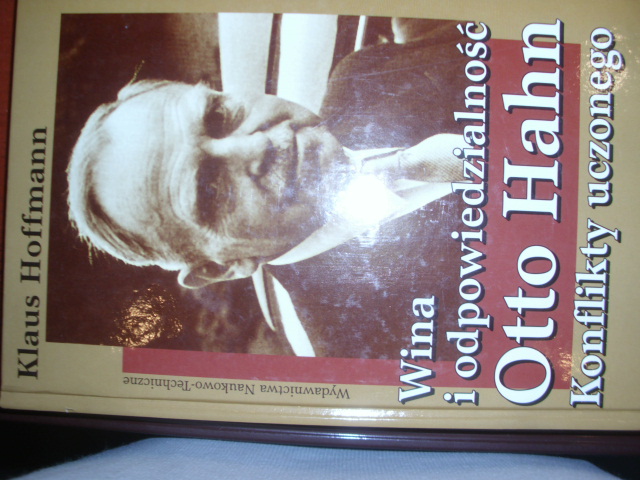 Klaus Hoffmann
Wydawnictwa Naukowo-Techniczne
Wina
i odpowiedzialność
Otto Hahn
Konflikty uczonego